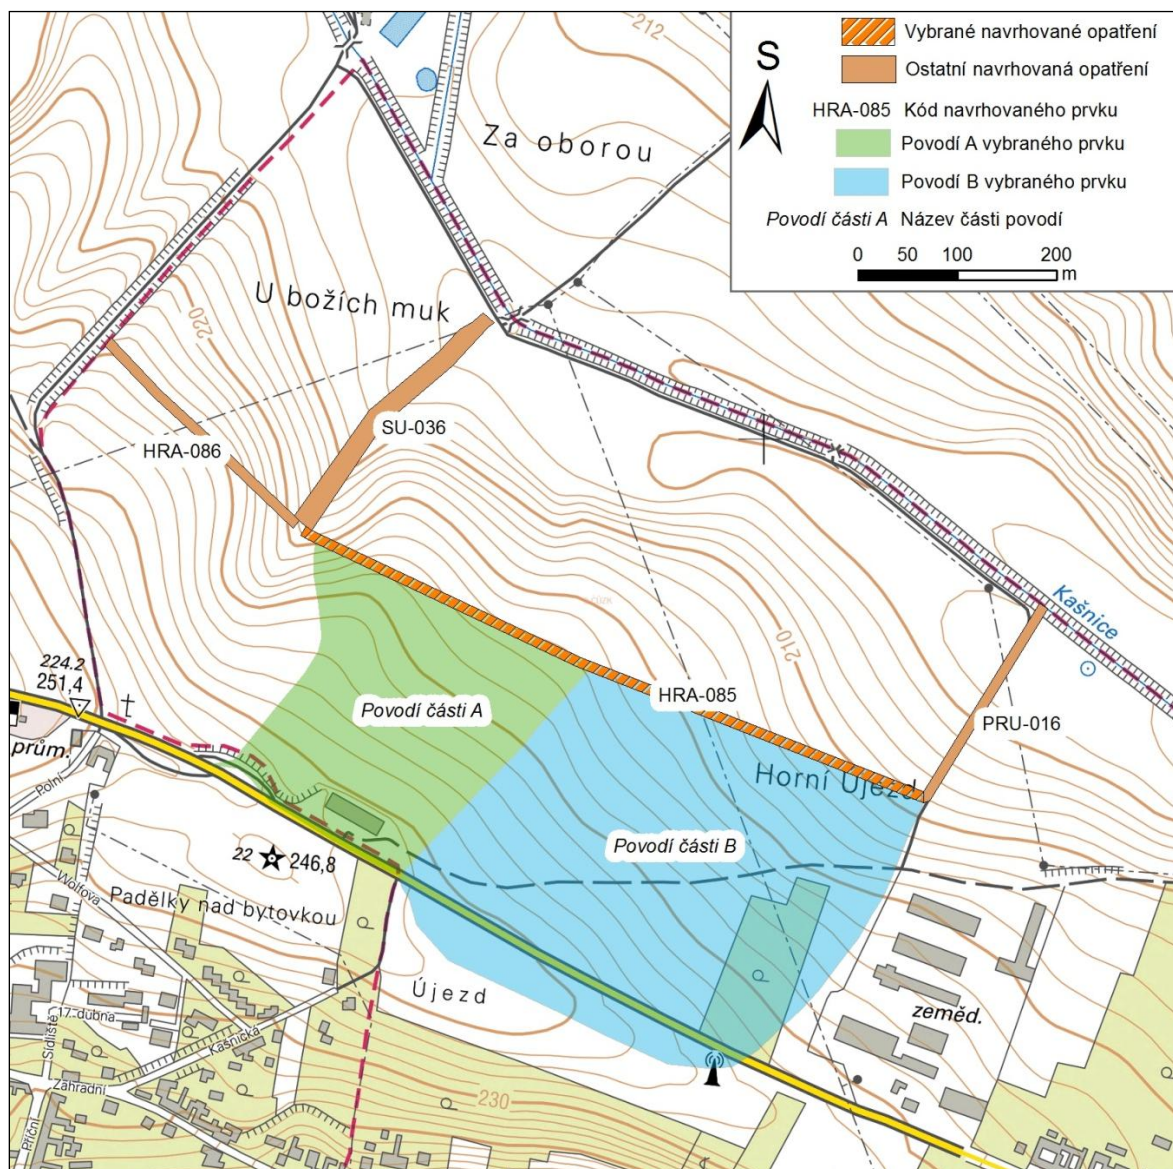 S
Vybrané navrhované opatření
Ostatní navrhovaná opatření
HRA-085 Kód navrhovaného prvku
Povodí A vybraného prvku
Povodí B vybraného prvku
Povodí části A Název části povodí
0 50 100 200
m
212
Za oborou
U božích muk
220
SU-036
HRA-086
210
Kašnice
HRA-085
PRU-016
224.2
251,4
prům.
Povodí části A
Horní Újezd
Polní
Povodí části B
22 246,8
Wolfova
Padělky nad bytovkou
Újezd
17. dubna
Sídliště
Kašnická
zeměd.
Zahradní
230
Příční